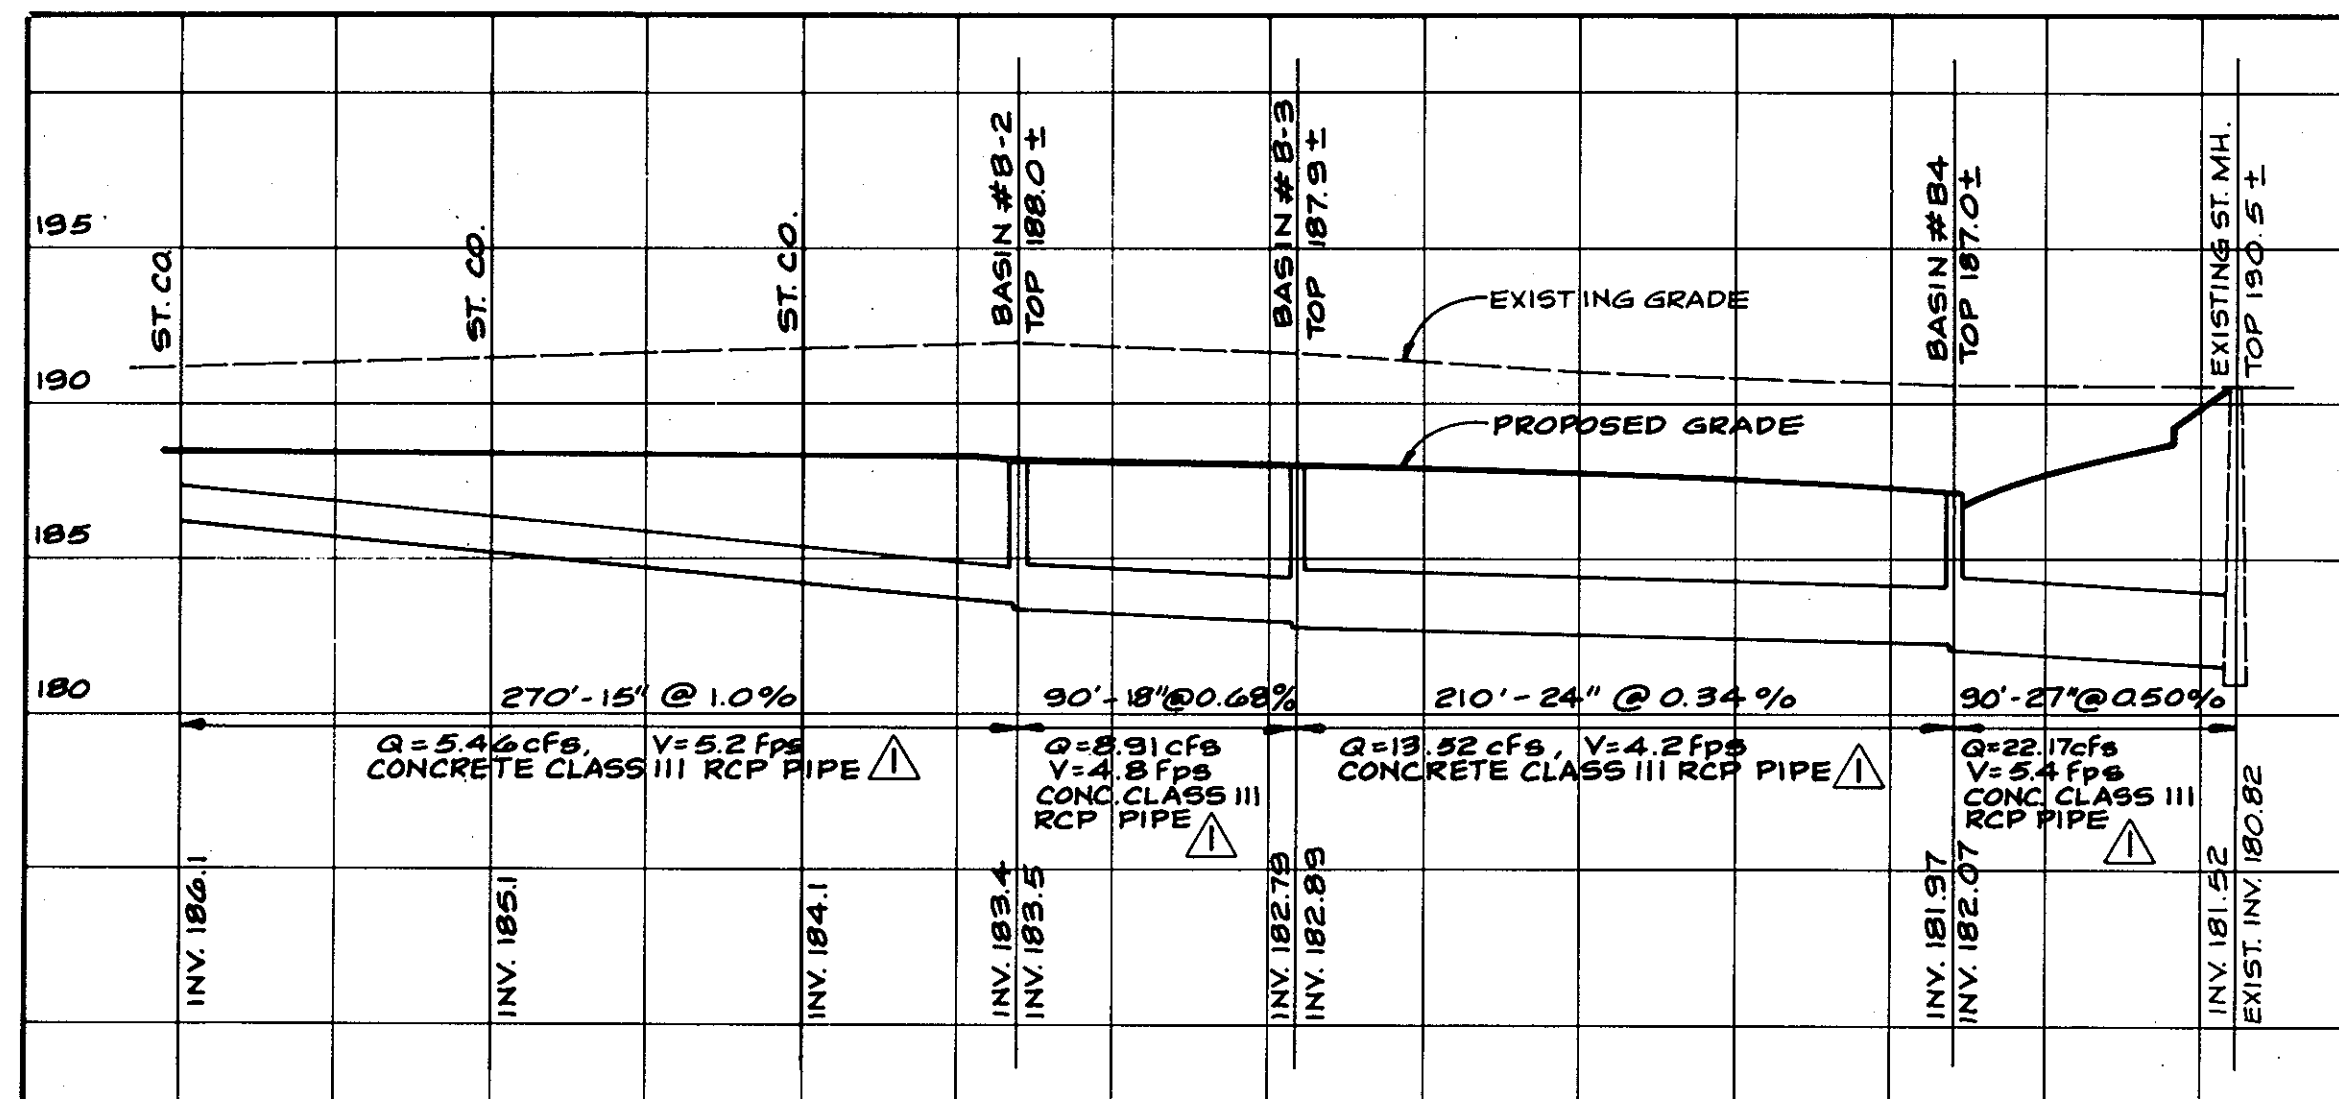 195
190
185
180
ST. CO.
ST. CO.
ST. CO.
BASIN #B-2
TOP 188.0±
BASIN #B-3
TOP 187.9±
BASIN #B4
TOP 187.0±
EXISTING ST. MH.
TOP 190.5±
EXISTING GRADE
PROPOSED GRADE
270'-15" @ 1.0%
Q=5.46cfs, V=5.2 fps
CONCRETE CLASS III RCP PIPE
1
90'-18"@0.68%
Q=8.91cfs
V=4.8 fps
CONC. CLASS III
RCP PIPE
1
210'-24" @ 0.34%
Q=13.52 cfs, V=4.2fps
CONCRETE CLASS III RCP PIPE
1
90'-27"@0.50%
Q=22.17cfs
V=5.4 fps
CONC. CLASS III
RCP PIPE
1
INV. 186.1
INV. 185.1
INV. 184.1
INV. 183.4
INV. 183.5
INV. 182.79
INV. 182.89
INV. 181.97
INV. 182.07
INV. 181.52
EXIST. INV. 180.82